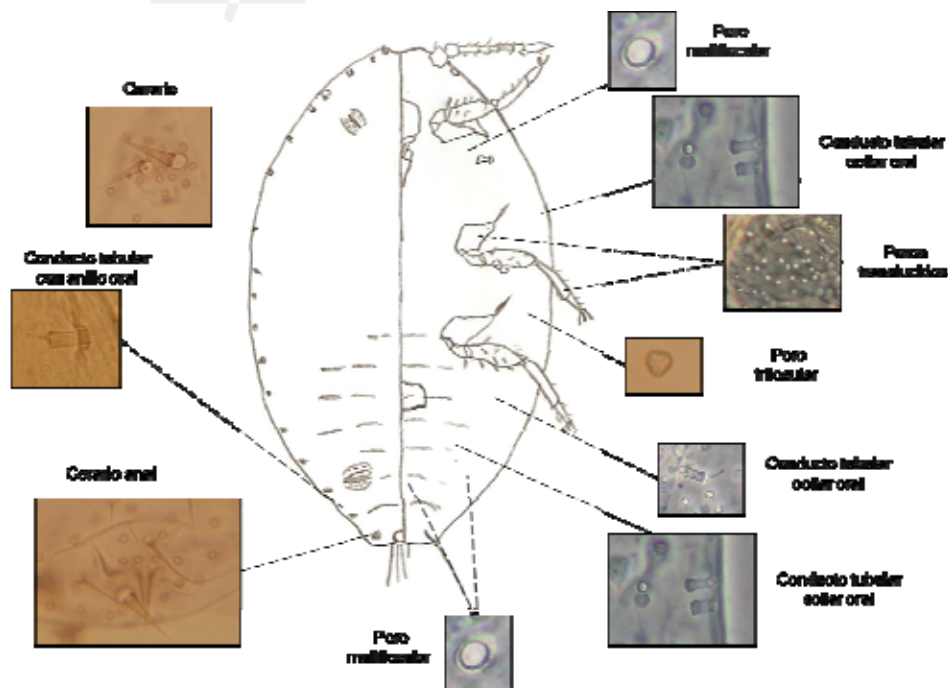 Poro
multilocular
Cerario
Conducto tubular
collar oral
Conducto tubular
con anillo oral
Poros
translucidos
Poro
trilocular
Cerario anal
Conducto tubular
collar oral
Conducto tubular
collar oral
Poro
multilocular